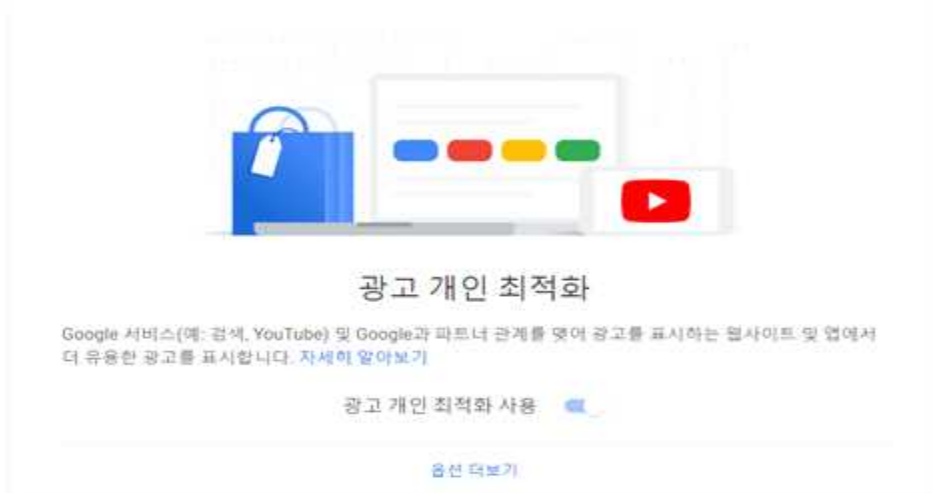 광고 개인 최적화
Google 서비스(예: 검색, YouTube) 및 Google과 파트너 관계를 맺어 광고를 표시하는 웹사이트 및 앱에서
더 유용한 광고를 표시합니다. 자세히 알아보기
광고 개인 최적화 사용
옵션 더보기